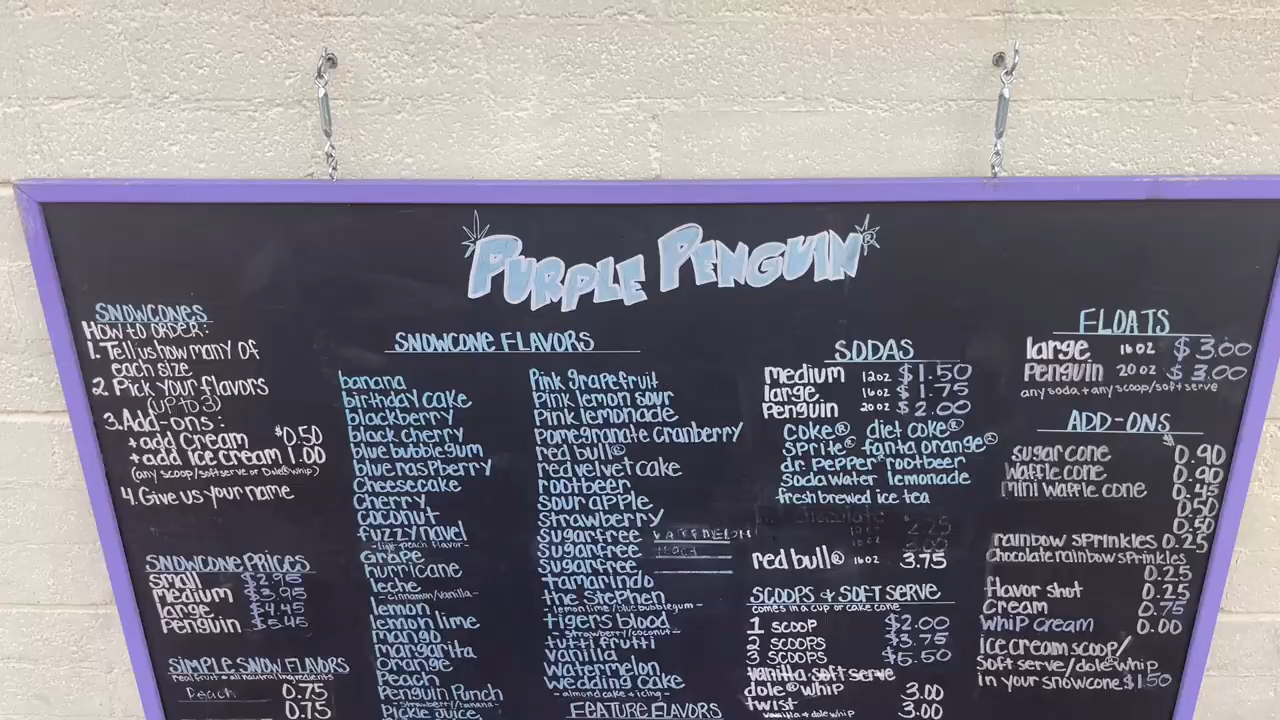 PURPLE PENGUIN®
SNOWCONES
HOW TO ORDER:
1. Tell us how many of
each size
2. Pick your flavors
(UP TO 3)
3. Add-ons:
+add cream $0.50
+add ice cream 1.00
(any scoop/softserve or Dole® whip)
4. Give us your name
SNOWCONE PRICES
small $2.95
medium $3.95
large $4.45
penguin $5.45
SIMPLE SNOW FLAVORS
real fruit + all natural ingredients
Peach 0.75
0.75
SNOWCONE FLAVORS
banana
birthday cake
blackberry
black cherry
blue bubblegum
blue raspberry
Cheesecake
Cherry
coconut
fuzzy navel
-light peach flavor-
Grape
hurricane
leche
-cinnamon/vanilla-
lemon
lemon lime
mango
margarita
orange
Peach
Penguin Punch
-strawberry/banana-
Pickle Juice
Pink grapefruit
Pink lemon sour
Pink lemonade
Pomegranate cranberry
red bull®
red velvet cake
rootbeer
sour apple
strawberry
sugarfree WATERMELON
sugarfree
sugarfree
tamarindo
the Stephen
-lemon lime/blue bubblegum-
tigers blood
-strawberry/coconut-
tutti frutti
vanilla
watermelon
wedding cake
-almond cake + icing-
FEATURE FLAVORS
SODAS
medium 12oz $1.50
large 16oz $1.75
Penguin 20oz $2.00
coke® diet coke®
sprite® fanta orange®
dr. pepper® rootbeer
soda water lemonade
fresh brewed ice tea
red bull® 16oz 3.75
SCOOPS & SOFT SERVE
comes in a cup or cake cone
1 SCOOP $2.00
2 SCOOPS $3.75
3 SCOOPS $5.50
vanilla soft serve
dole® whip 3.00
twist 3.00
vanilla + dole whip
FLOATS
large 16oz $3.00
Penguin 20oz $3.00
any soda + any scoop/soft serve
ADD-ONS
$
sugar cone 0.90
waffle cone 0.90
mini waffle cone 0.45
0.50
0.50
rainbow sprinkles 0.25
chocolate rainbow sprinkles
0.25
flavor shot 0.25
Cream 0.75
whip cream 0.00
ice cream scoop/
soft serve/dole® whip
in your snowcone $1.50